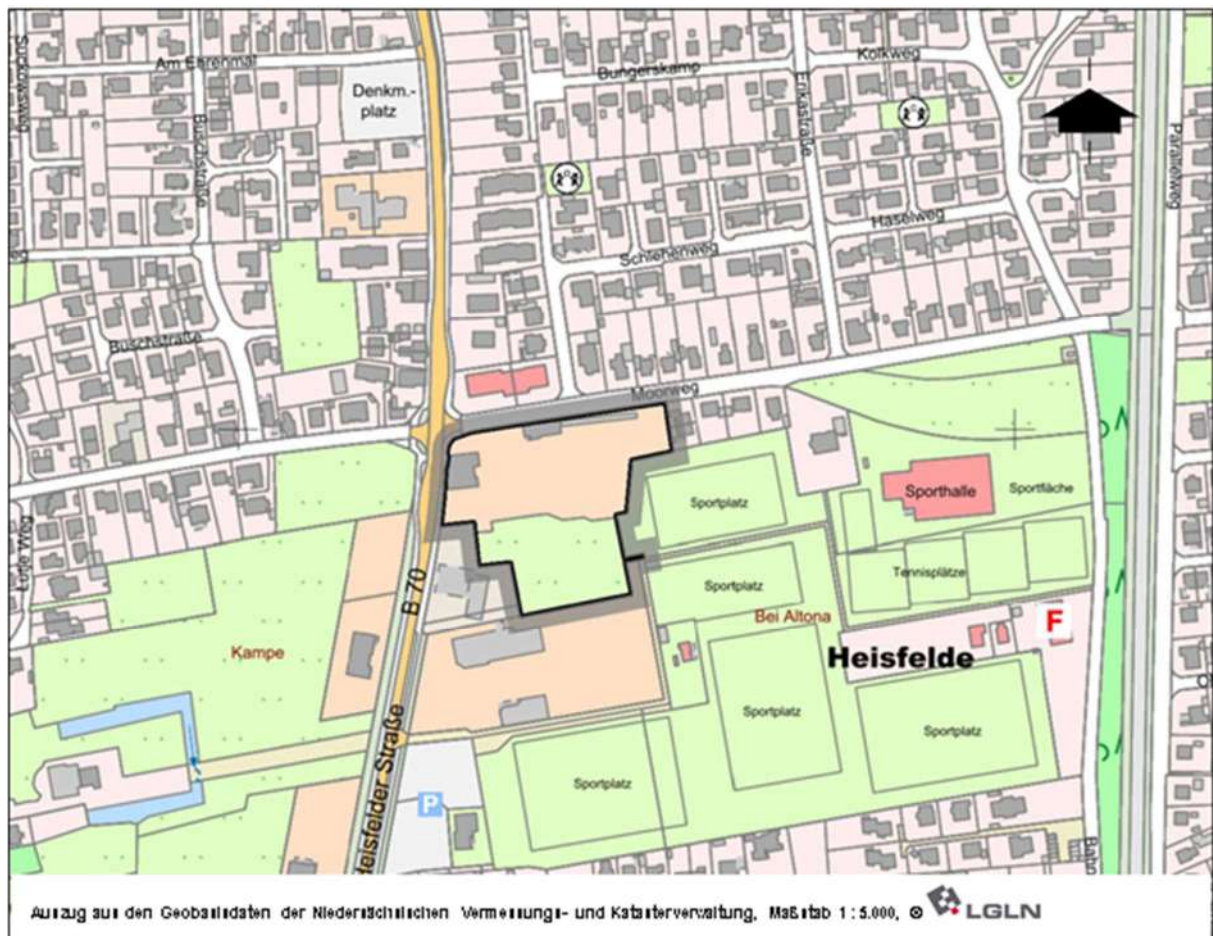 Am Ehrenmal
Denkm.-
platz
Buschstraße
Bungerskamp
Kolkweg
Erikastraße
Parallelweg
Haselweg
Schlehenweg
Buschstraße
Moorweg
Sportplatz
Sporthalle
Sportfläche
Sportplatz
Tennisplätze
Bei Altona
F
Heisfelde
B 70
Kampe
Sportplatz
Sportplatz
Sportplatz
P
Heisfelder Straße
Auszug aus den Geobasisdaten der Niedersächsischen Vermessungs- und Katasterverwaltung, Maßstab 1 : 5.000, © LGLN